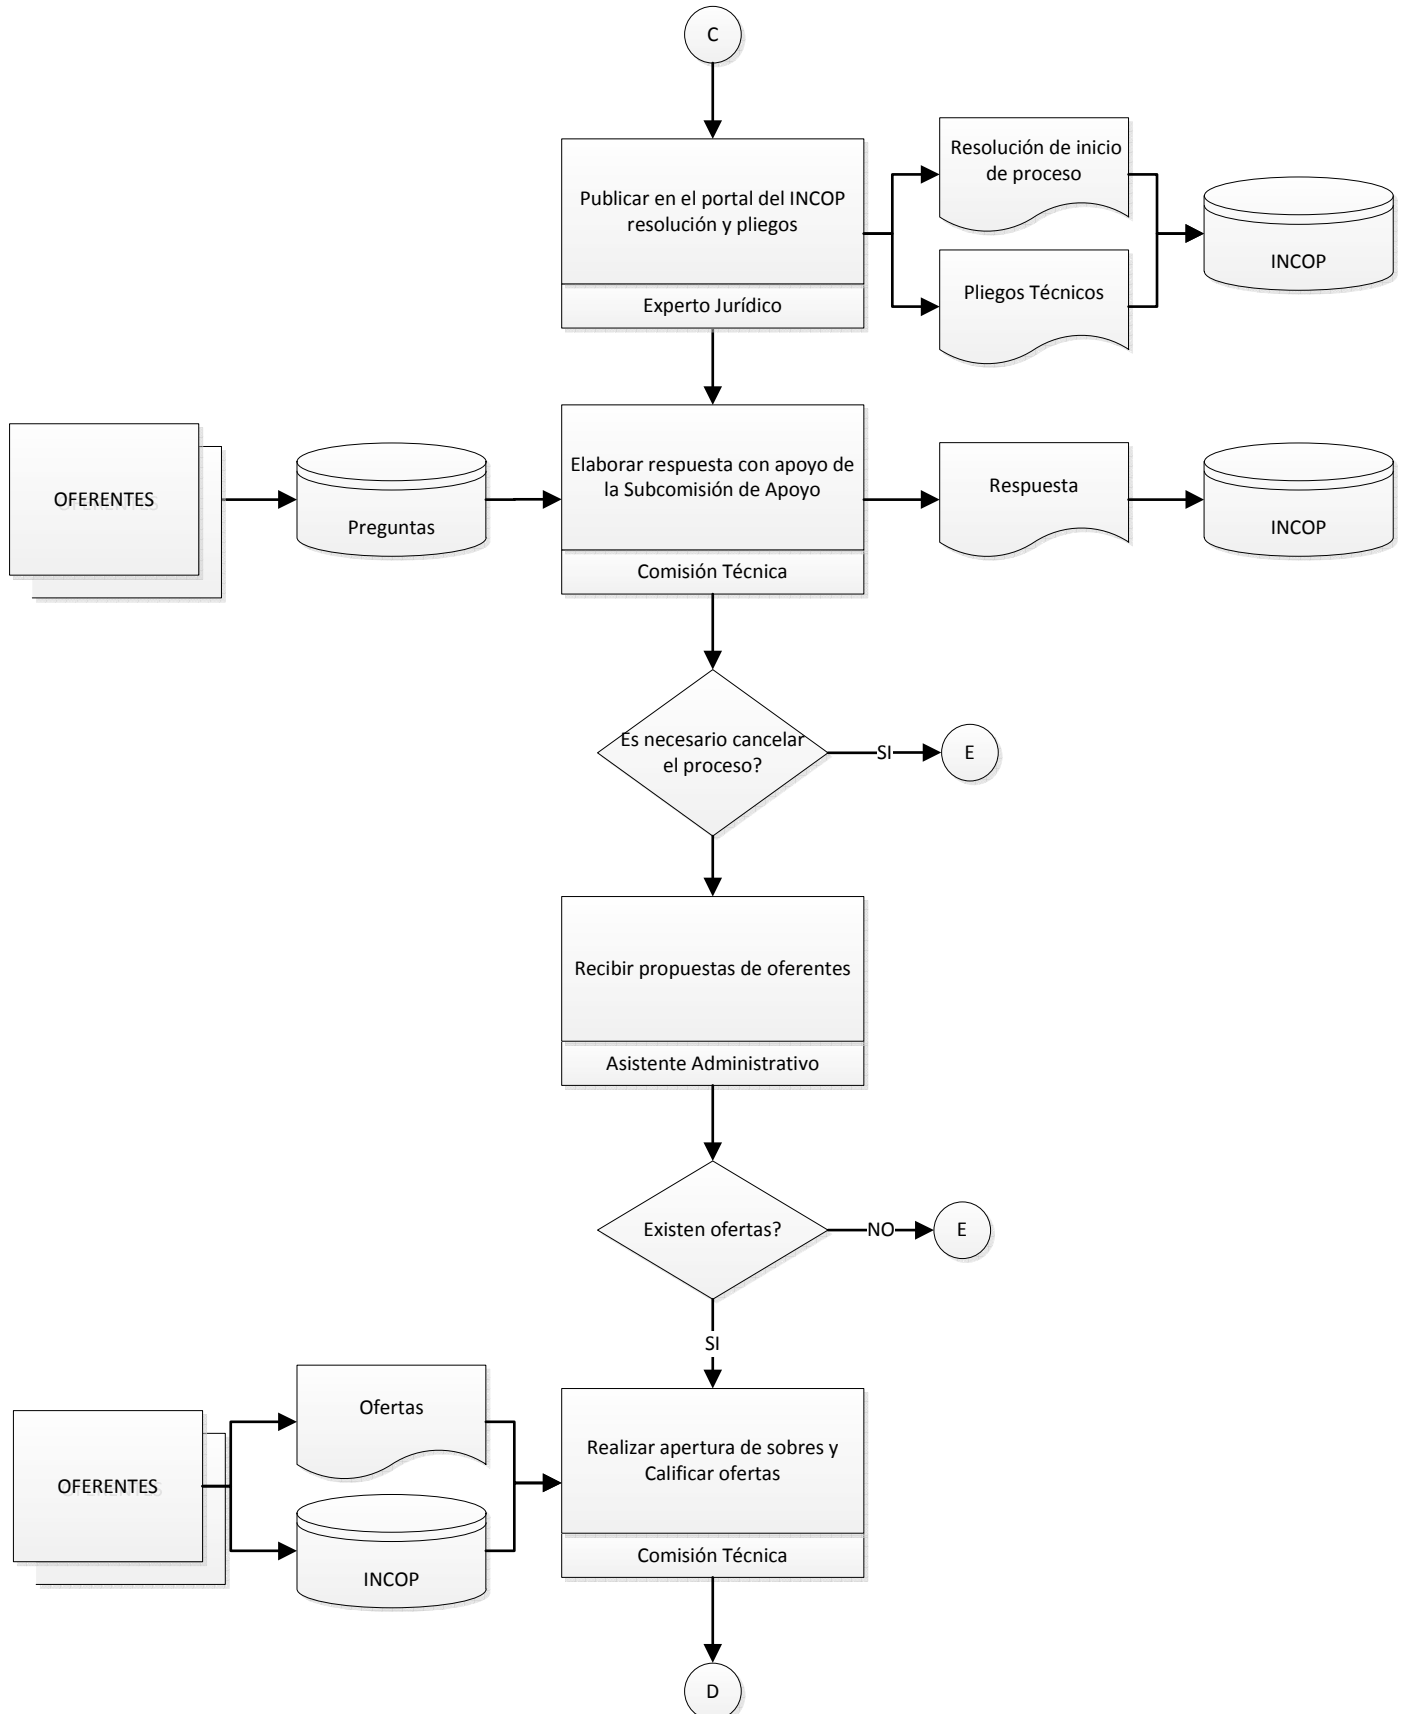 C
Publicar en el portal del INCOP
resolución y pliegos
Experto Jurídico
Resolución de inicio
de proceso
Pliegos Técnicos
INCOP
OFERENTES
Preguntas
Elaborar respuesta con apoyo de
la Subcomisión de Apoyo
Comisión Técnica
Respuesta
INCOP
Es necesario cancelar
el proceso?
SI
E
Recibir propuestas de oferentes
Asistente Administrativo
Existen ofertas?
NO
E
SI
OFERENTES
Ofertas
INCOP
Realizar apertura de sobres y
Calificar ofertas
Comisión Técnica
D